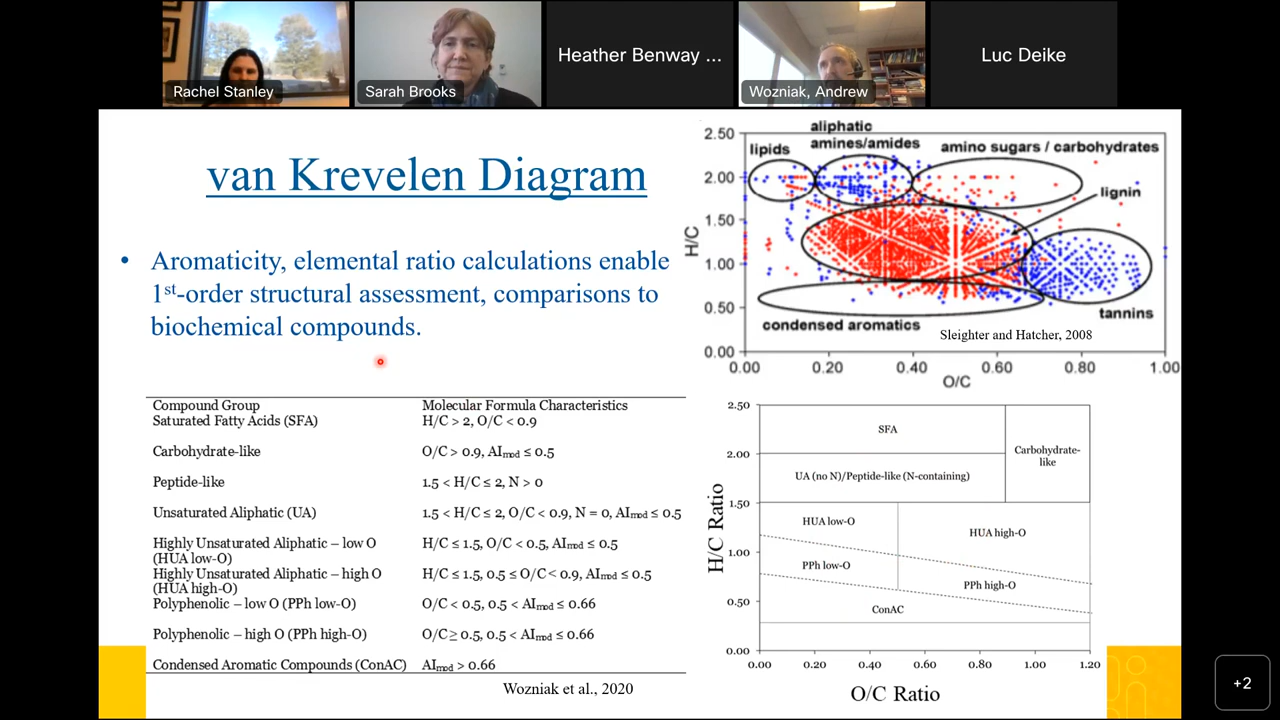 Rachel Stanley
Sarah Brooks
Heather Benway ...
Wozniak, Andrew
Luc Deike
van Krevelen Diagram
• Aromaticity, elemental ratio calculations enable
1st-order structural assessment, comparisons to
biochemical compounds.
Compound Group Molecular Formula Characteristics
Saturated Fatty Acids (SFA) H/C > 2, O/C < 0.9
Carbohydrate-like O/C > 0.9, AImod ≤ 0.5
Peptide-like 1.5 < H/C ≤ 2, N > 0
Unsaturated Aliphatic (UA) 1.5 < H/C ≤ 2, O/C < 0.9, N = 0, AImod ≤ 0.5
Highly Unsaturated Aliphatic – low O H/C ≤ 1.5, O/C < 0.5, AImod ≤ 0.5
(HUA low-O)
Highly Unsaturated Aliphatic – high O H/C ≤ 1.5, 0.5 ≤ O/C < 0.9, AImod ≤ 0.5
(HUA high-O)
Polyphenolic – low O (PPh low-O) O/C < 0.5, 0.5 < AImod ≤ 0.66
Polyphenolic – high O (PPh high-O) O/C ≥ 0.5, 0.5 < AImod ≤ 0.66
Condensed Aromatic Compounds (ConAC) AImod > 0.66
Wozniak et al., 2020
aliphatic
amines/amides
lipids
amino sugars / carbohydrates
lignin
tannins
condensed aromatics
Sleighter and Hatcher, 2008
H/C
2.50
2.00
1.50
1.00
0.50
0.00
0.00 0.20 0.40 0.60 0.80 1.00
O/C
H/C Ratio
2.50
2.00
1.50
1.00
0.50
0.00
SFA
Carbohydrate-
like
UA (no N)/Peptide-like (N-containing)
HUA low-O
HUA high-O
PPh low-O
PPh high-O
ConAC
0.00 0.20 0.40 0.60 0.80 1.00 1.20
O/C Ratio
+2